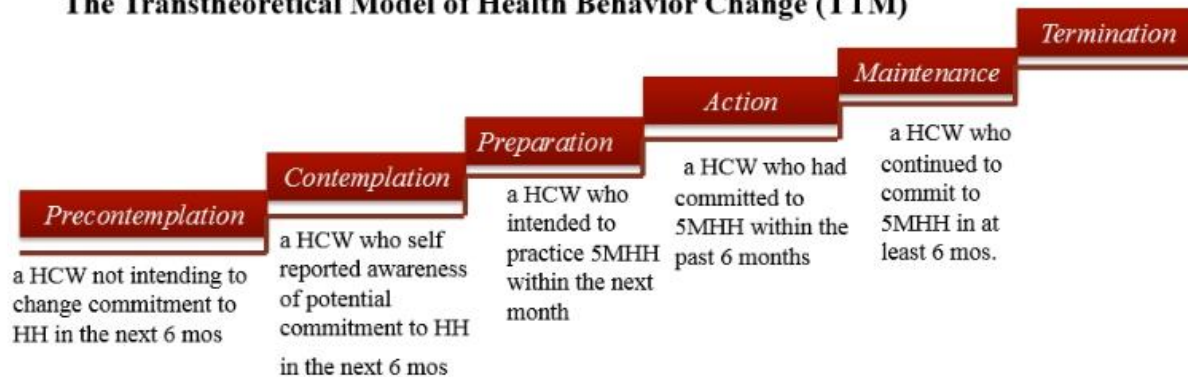 The Transtheoretical Model of Health Behavior Change (TTM)
Precontemplation
a HCW not intending to
change commitment to
HH in the next 6 mos
Contemplation
a HCW who self
reported awareness
of potential
commitment to HH
in the next 6 mos
Preparation
a HCW who
intended to
practice 5MHH
within the next
month
Action
a HCW who had
committed to
5MHH within the
past 6 months
Maintenance
a HCW who
continued to
commit to
5MHH in at
least 6 mos.
Termination